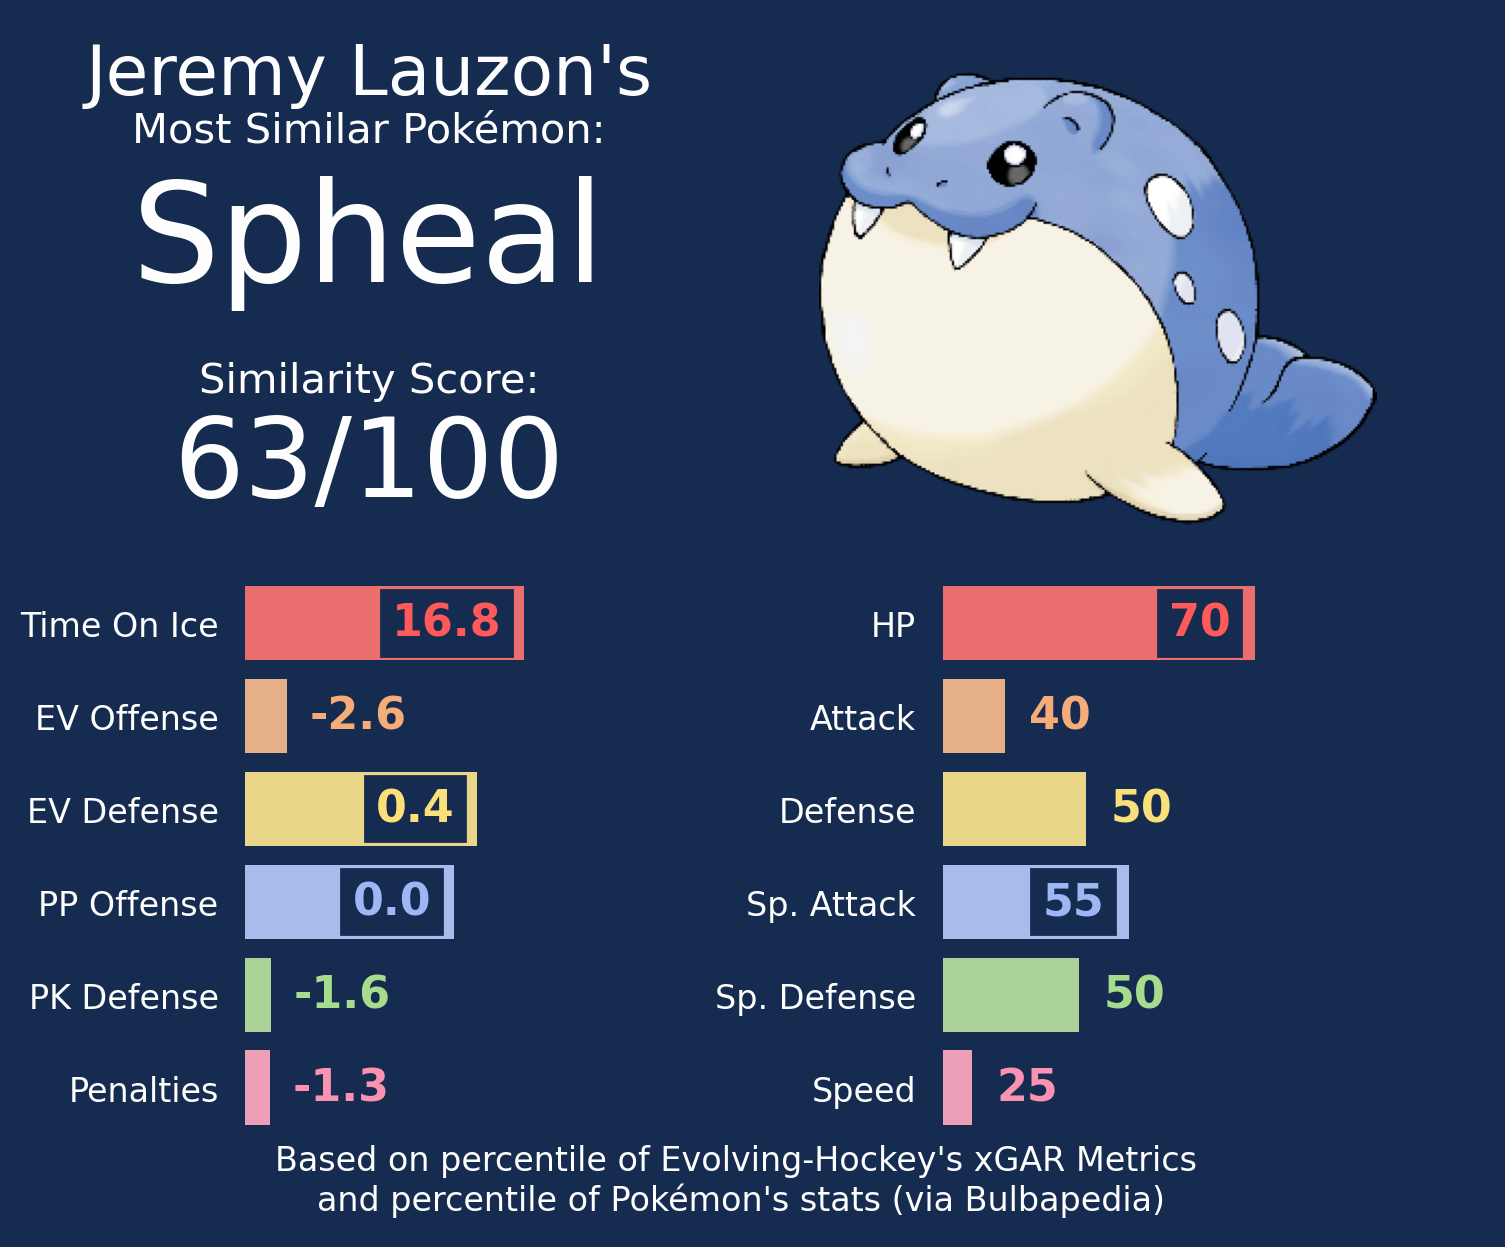 Jeremy Lauzon's
Most Similar Pokémon:
Spheal
Similarity Score:
63/100
Time On Ice 16.8
EV Offense -2.6
EV Defense 0.4
PP Offense 0.0
PK Defense -1.6
Penalties -1.3
HP 70
Attack 40
Defense 50
Sp. Attack 55
Sp. Defense 50
Speed 25
Based on percentile of Evolving-Hockey's xGAR Metrics
and percentile of Pokémon's stats (via Bulbapedia)